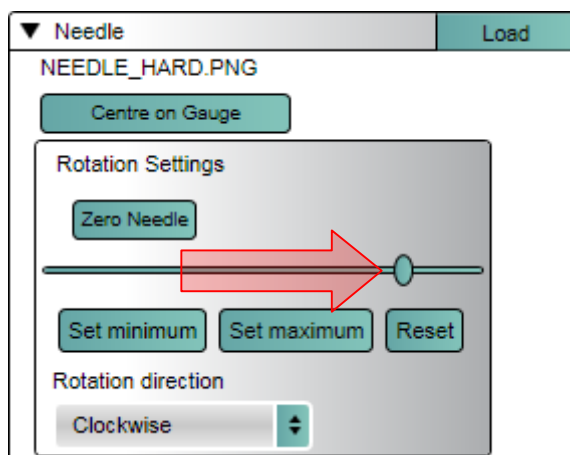 Needle Load
NEEDLE_HARD.PNG
Centre on Gauge
Rotation Settings
Zero Needle
Set minimum Set maximum Reset
Rotation direction
Clockwise